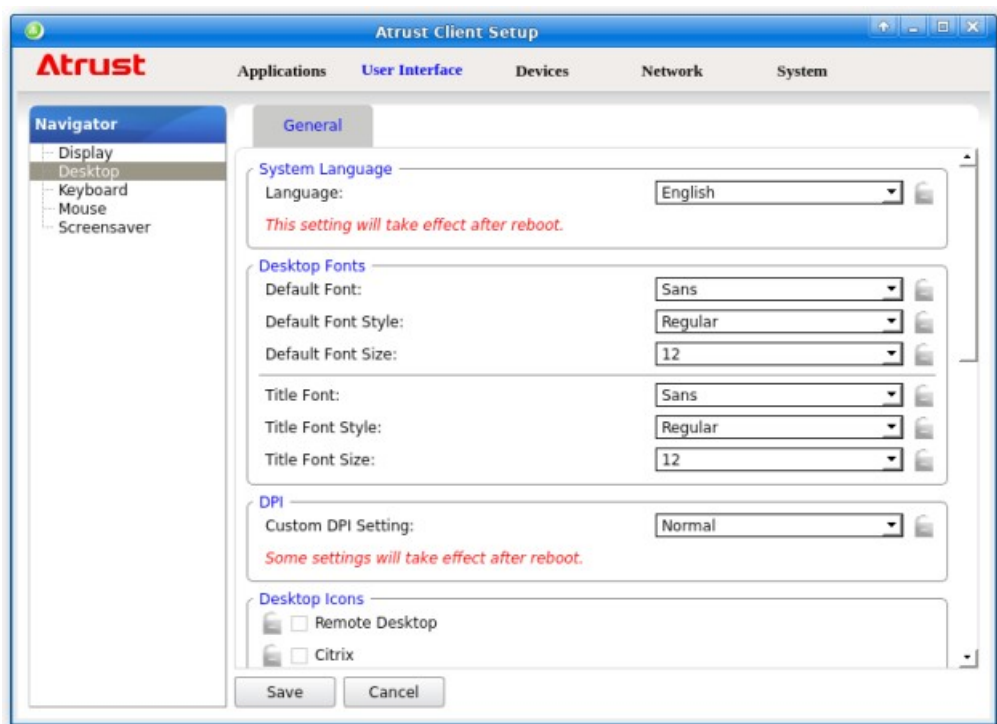 Atrust Client Setup
Atrust
Applications User Interface Devices Network System
Navigator
Display
Desktop
Keyboard
Mouse
Screensaver
General
System Language
Language: English
This setting will take effect after reboot.
Desktop Fonts
Default Font: Sans
Default Font Style: Regular
Default Font Size: 12
Title Font: Sans
Title Font Style: Regular
Title Font Size: 12
DPI
Custom DPI Setting: Normal
Some settings will take effect after reboot.
Desktop Icons
Remote Desktop
Citrix
Save Cancel